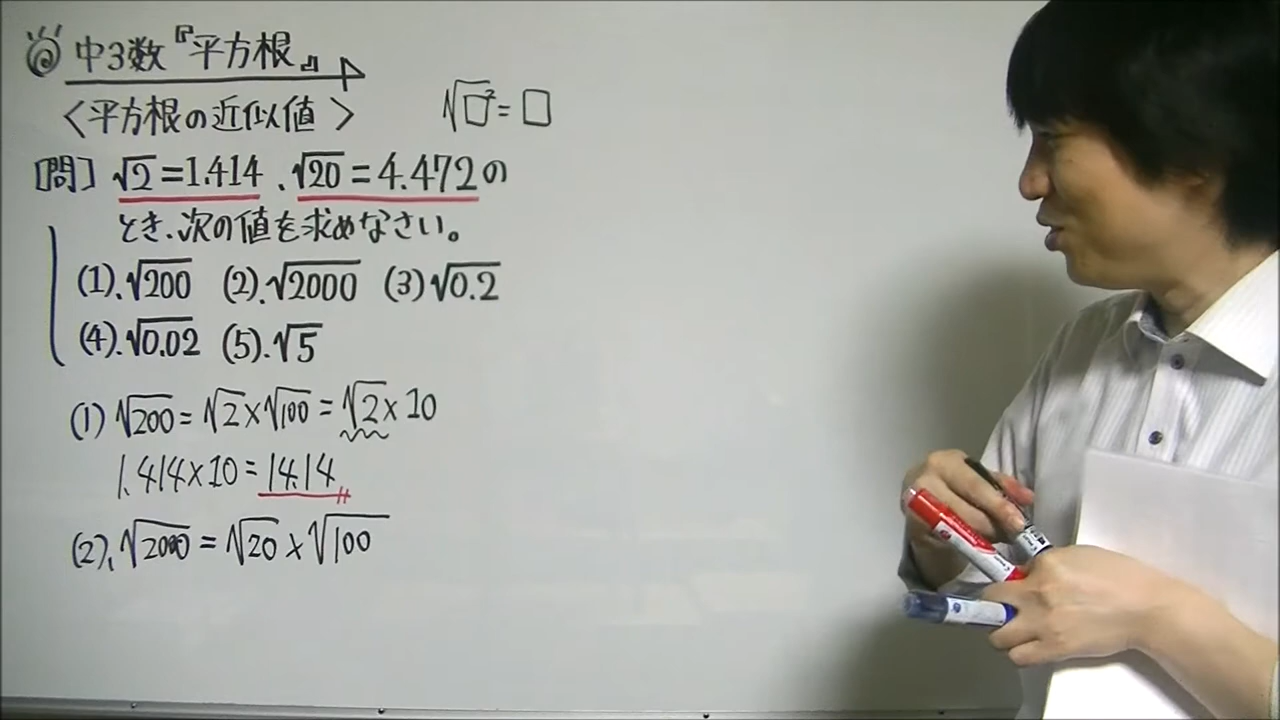 ◎ 中3数『平方根』
<平方根の近似値>
√□² = □
[問] √2 = 1.414 、√20 = 4.472 の
とき、次の値を求めなさい。
(1).√200 (2).√2000 (3)√0.2
(4).√0.02 (5).√5
(1) √200 = √2 × √100 = √2 × 10
1.414 × 10 = 14.14
(2).√2000 = √20 × √100